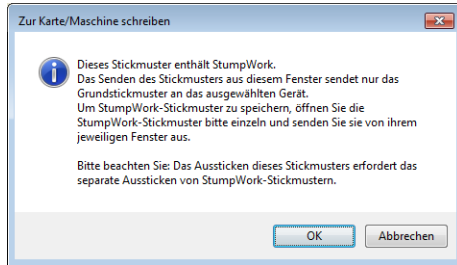 Zur Karte/Maschine schreiben
Dieses Stickmuster enthält StumpWork.
Das Senden des Stickmusters aus diesem Fenster sendet nur das
Grundstickmuster an das ausgewählten Gerät.
Um StumpWork-Stickmuster zu speichern, öffnen Sie die
StumpWork-Stickmuster bitte einzeln und senden Sie sie von ihrem
jeweiligen Fenster aus.
Bitte beachten Sie: Das Aussticken dieses Stickmusters erfordert das
separate Aussticken von StumpWork-Stickmustern.
OK
Abbrechen